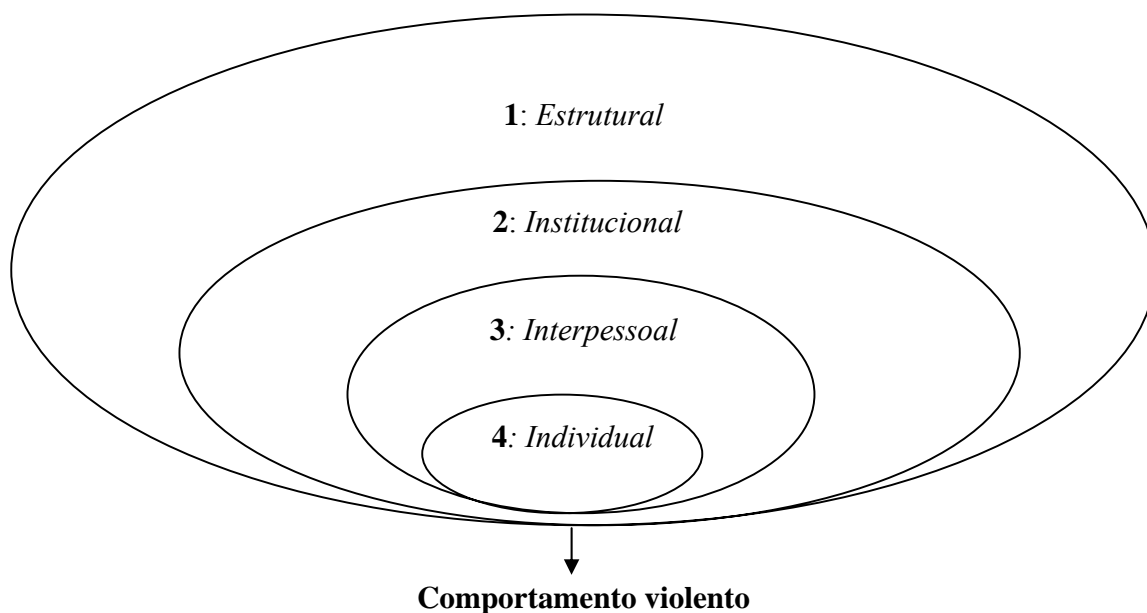 1: Estrutural
2: Institucional
3: Interpessoal
4: Individual
Comportamento violento